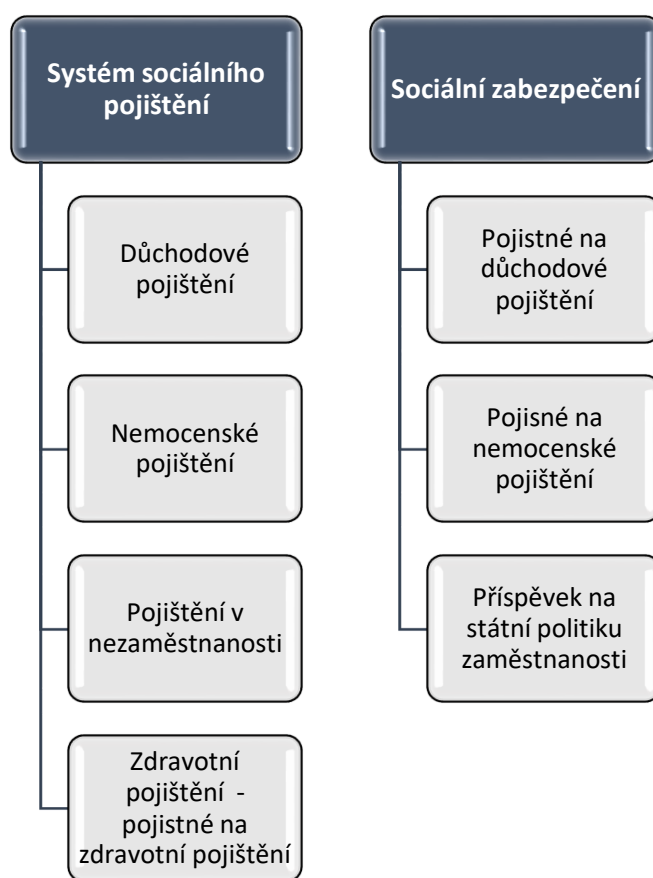 Systém sociálního
pojištění
Důchodové
pojištění
Nemocenské
pojištění
Pojištění v
nezaměstnanosti
Zdravotní
pojištění -
pojistné na
zdravotní pojištění
Sociální zabezpečení
Pojistné na
důchodové
pojištění
Pojisné na
nemocenské
pojištění
Příspěvek na
státní politiku
zaměstnanosti